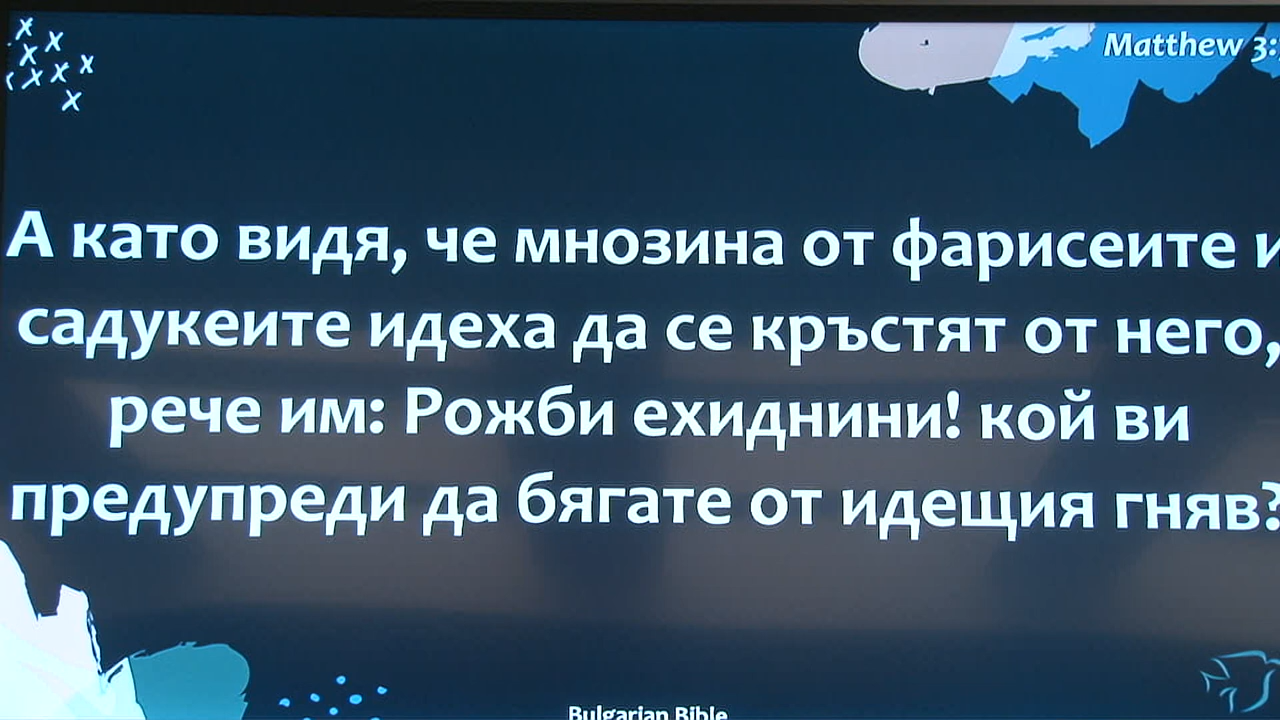 Matthew 3:
А като видя, че мнозина от фарисеите и
садукеите идеха да се кръстят от него,
рече им: Рожби ехиднини! кой ви
предупреди да бягате от идещия гняв?
Bulgarian Bible